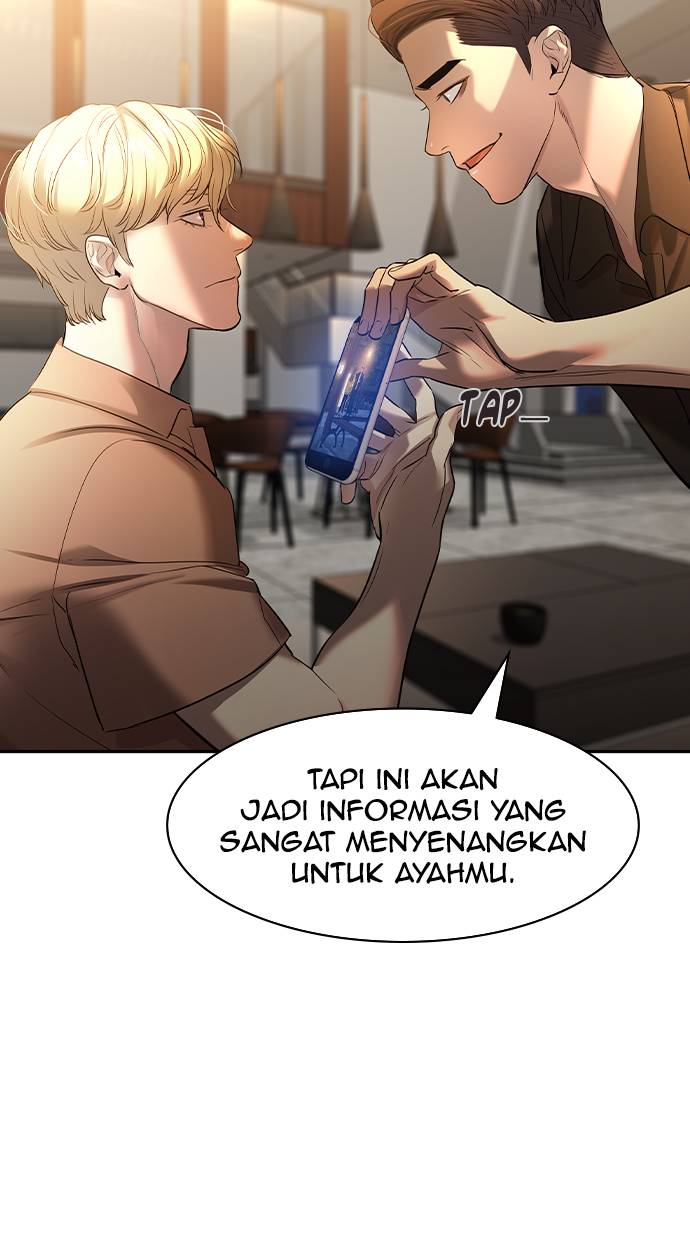 TAP_
TAPI INI AKAN
JADI INFORMASI YANG
SANGAT MENYENANGKAN
UNTUK AYAHMU.